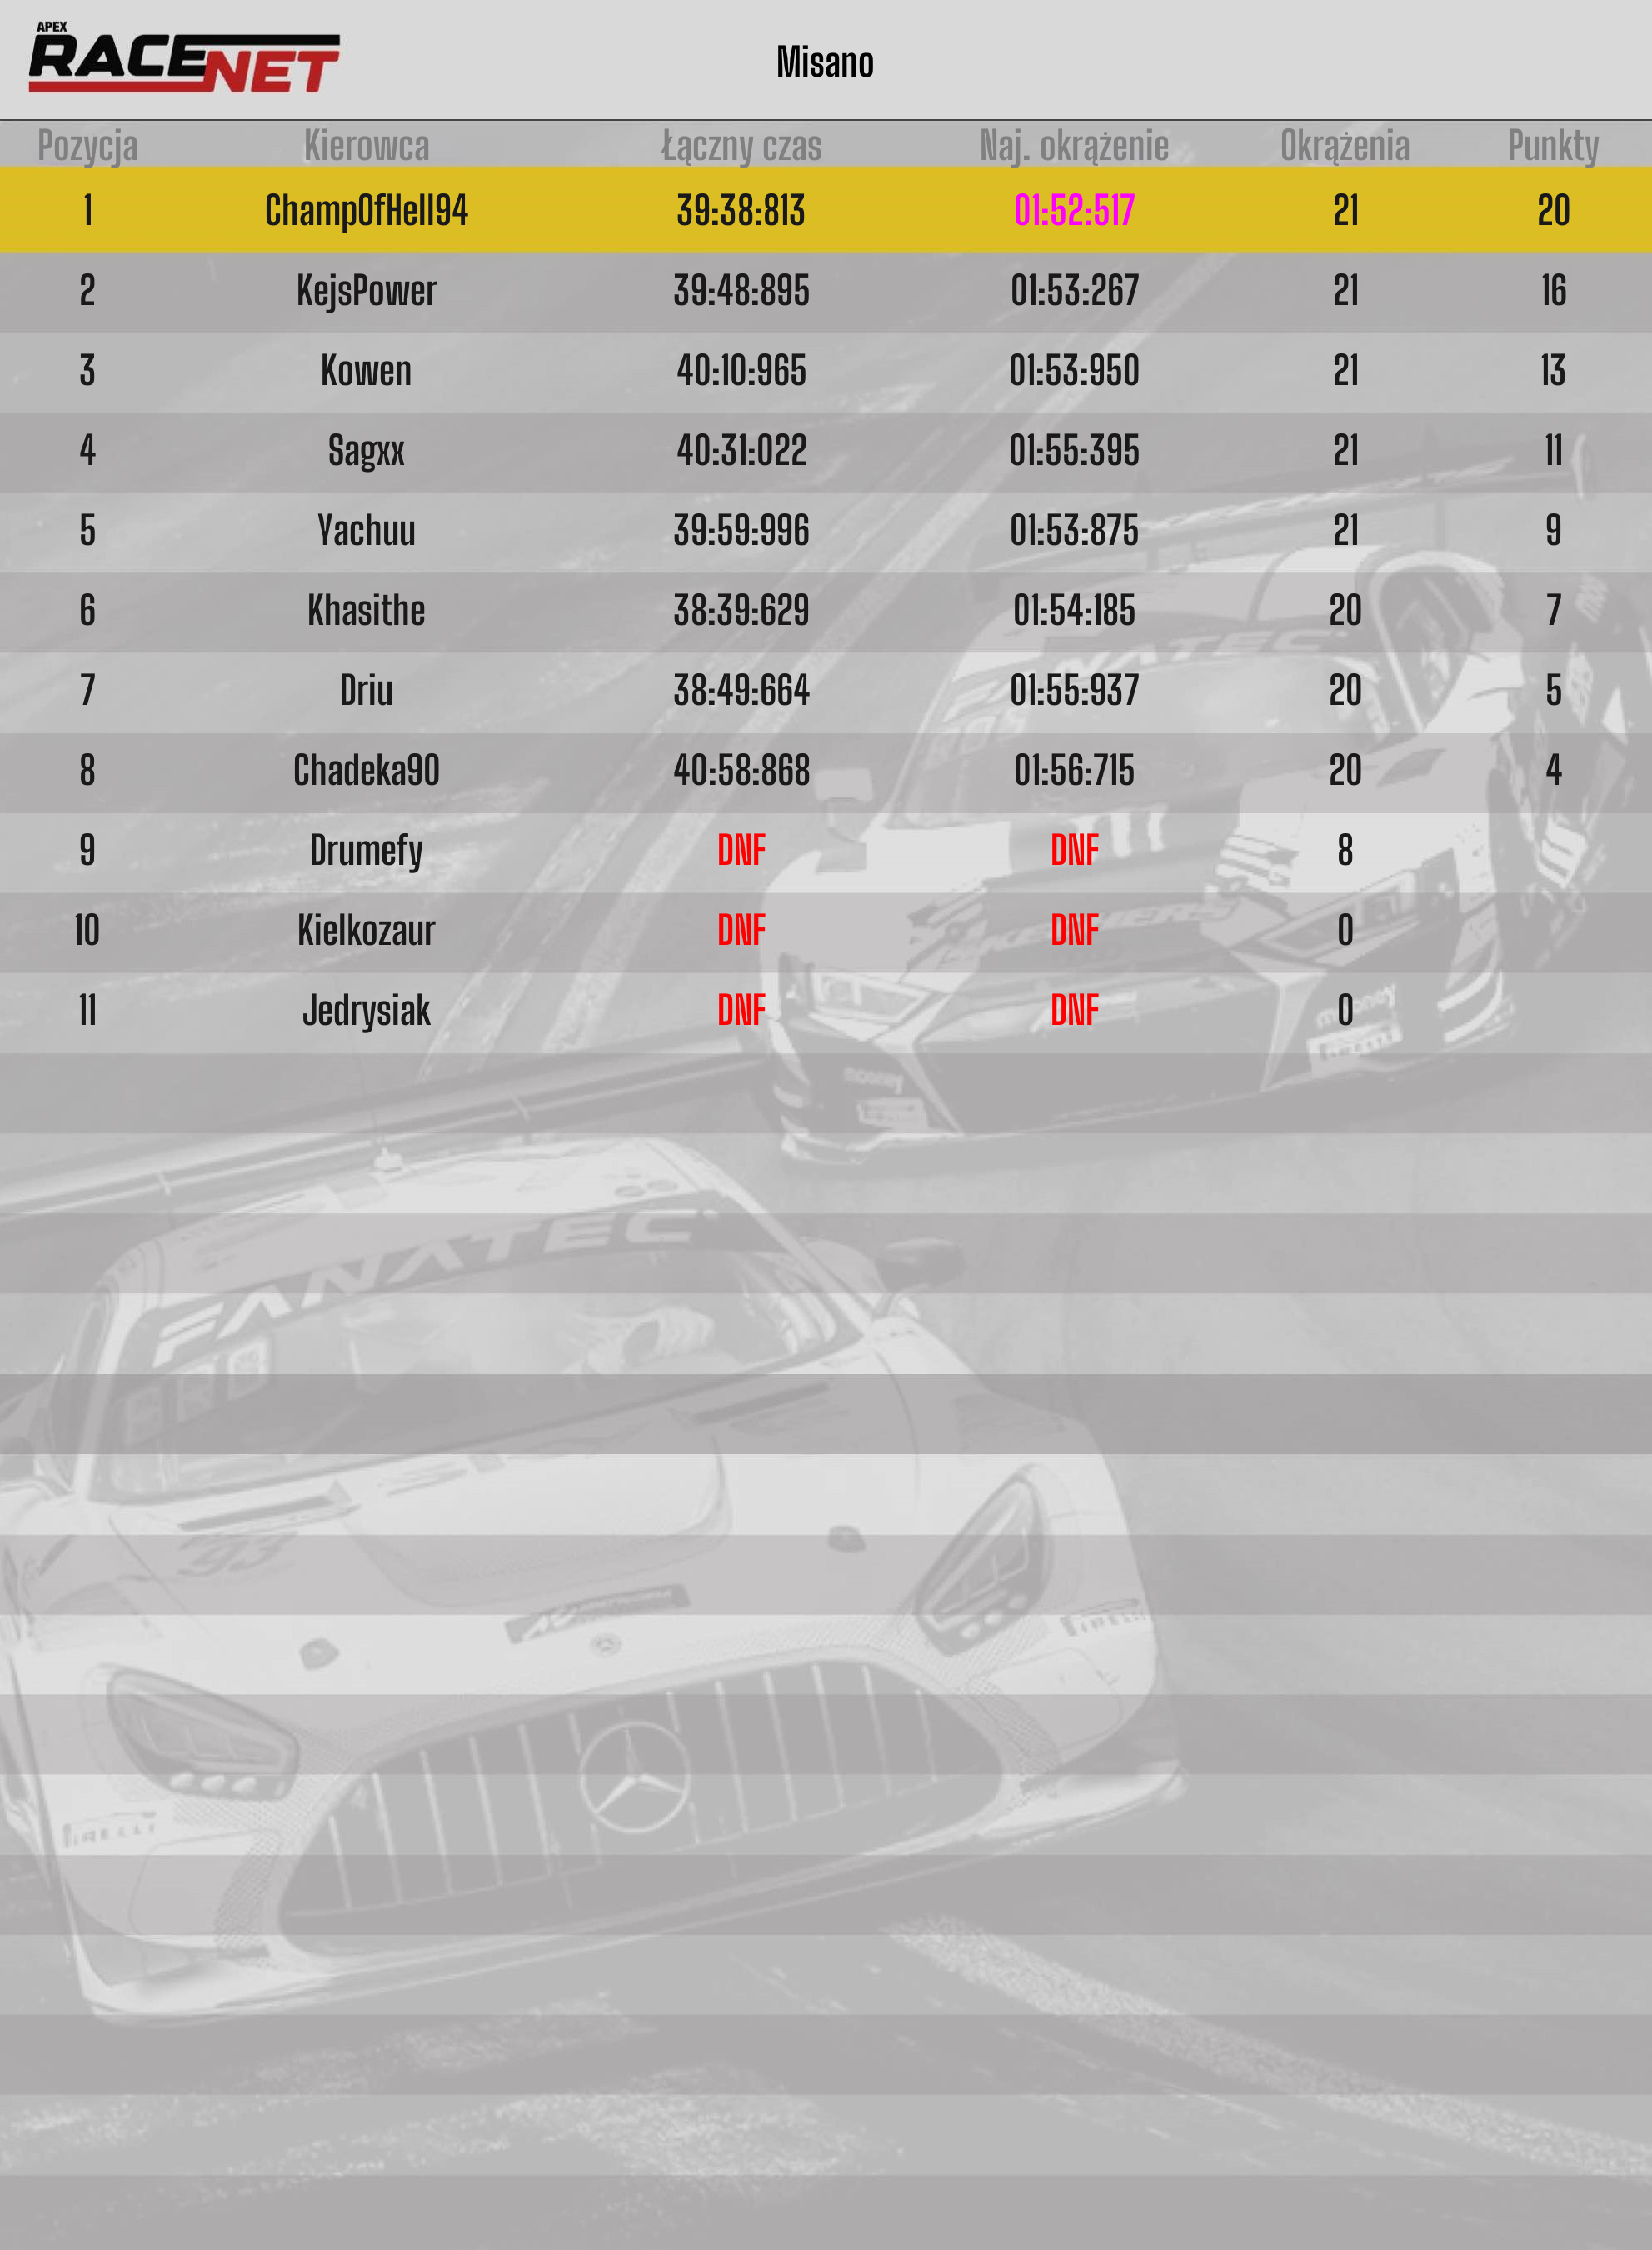 APEX
RACENET
Misano
Pozycja Kierowca Łączny czas Naj. okrążenie Okrążenia Punkty
1 ChampOfHell94 39:38:813 01:52:517 21 20
2 KejsPower 39:48:895 01:53:267 21 16
3 Kowen 40:10:965 01:53:950 21 13
4 Sagxx 40:31:022 01:55:395 21 11
5 Yachuu 39:59:996 01:53:875 21 9
6 Khasithe 38:39:629 01:54:185 20 7
7 Driu 38:49:664 01:55:937 20 5
8 Chadeka90 40:58:868 01:56:715 20 4
9 Drumefy DNF DNF 8
10 Kielkozaur DNF DNF 0
11 Jedrysiak DNF DNF 0
FANATEC
FANATEC
PIRELLI